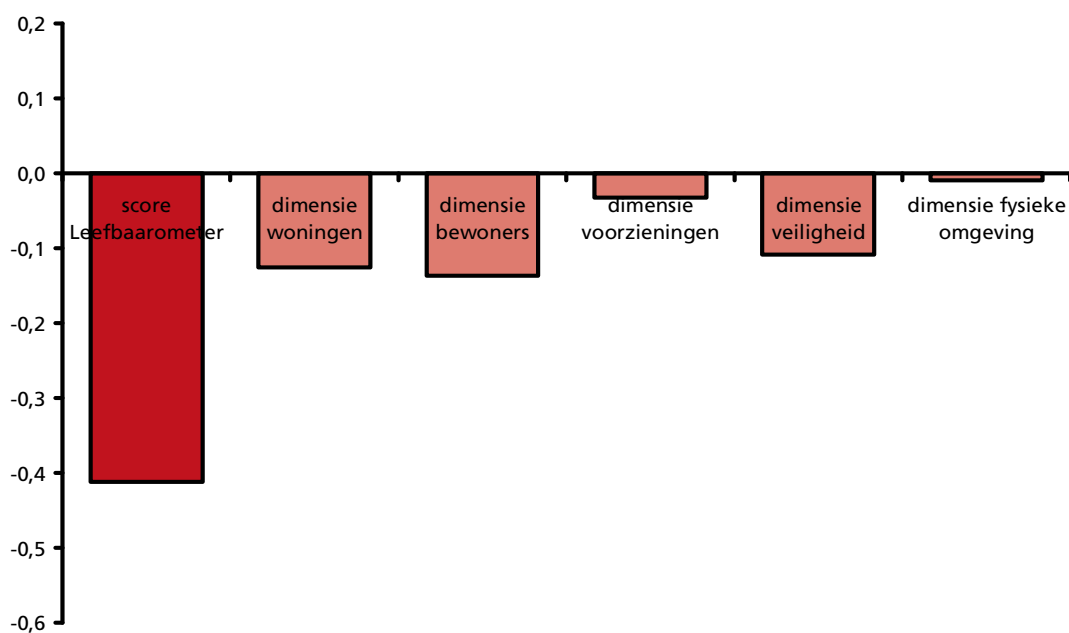 0,2
0,1
0,0
-0,1
-0,2
-0,3
-0,4
-0,5
-0,6
score
Leefbaarometer
dimensie
woningen
dimensie
bewoners
dimensie
voorzieningen
dimensie
veiligheid
dimensie fysieke
omgeving